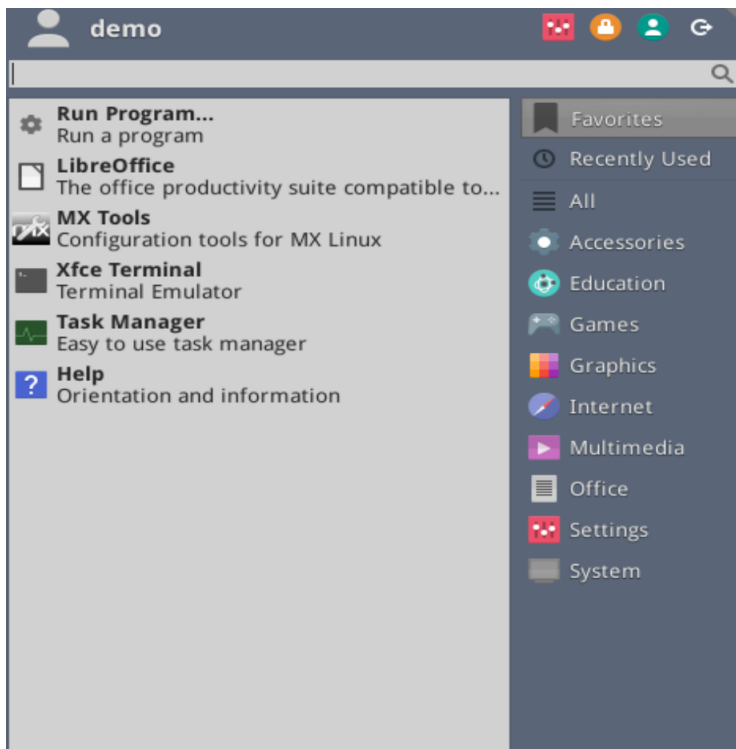 demo
Run Program...
Run a program
LibreOffice
The office productivity suite compatible to...
MX Tools
Configuration tools for MX Linux
Xfce Terminal
Terminal Emulator
Task Manager
Easy to use task manager
Help
Orientation and information
Favorites
Recently Used
All
Accessories
Education
Games
Graphics
Internet
Multimedia
Office
Settings
System